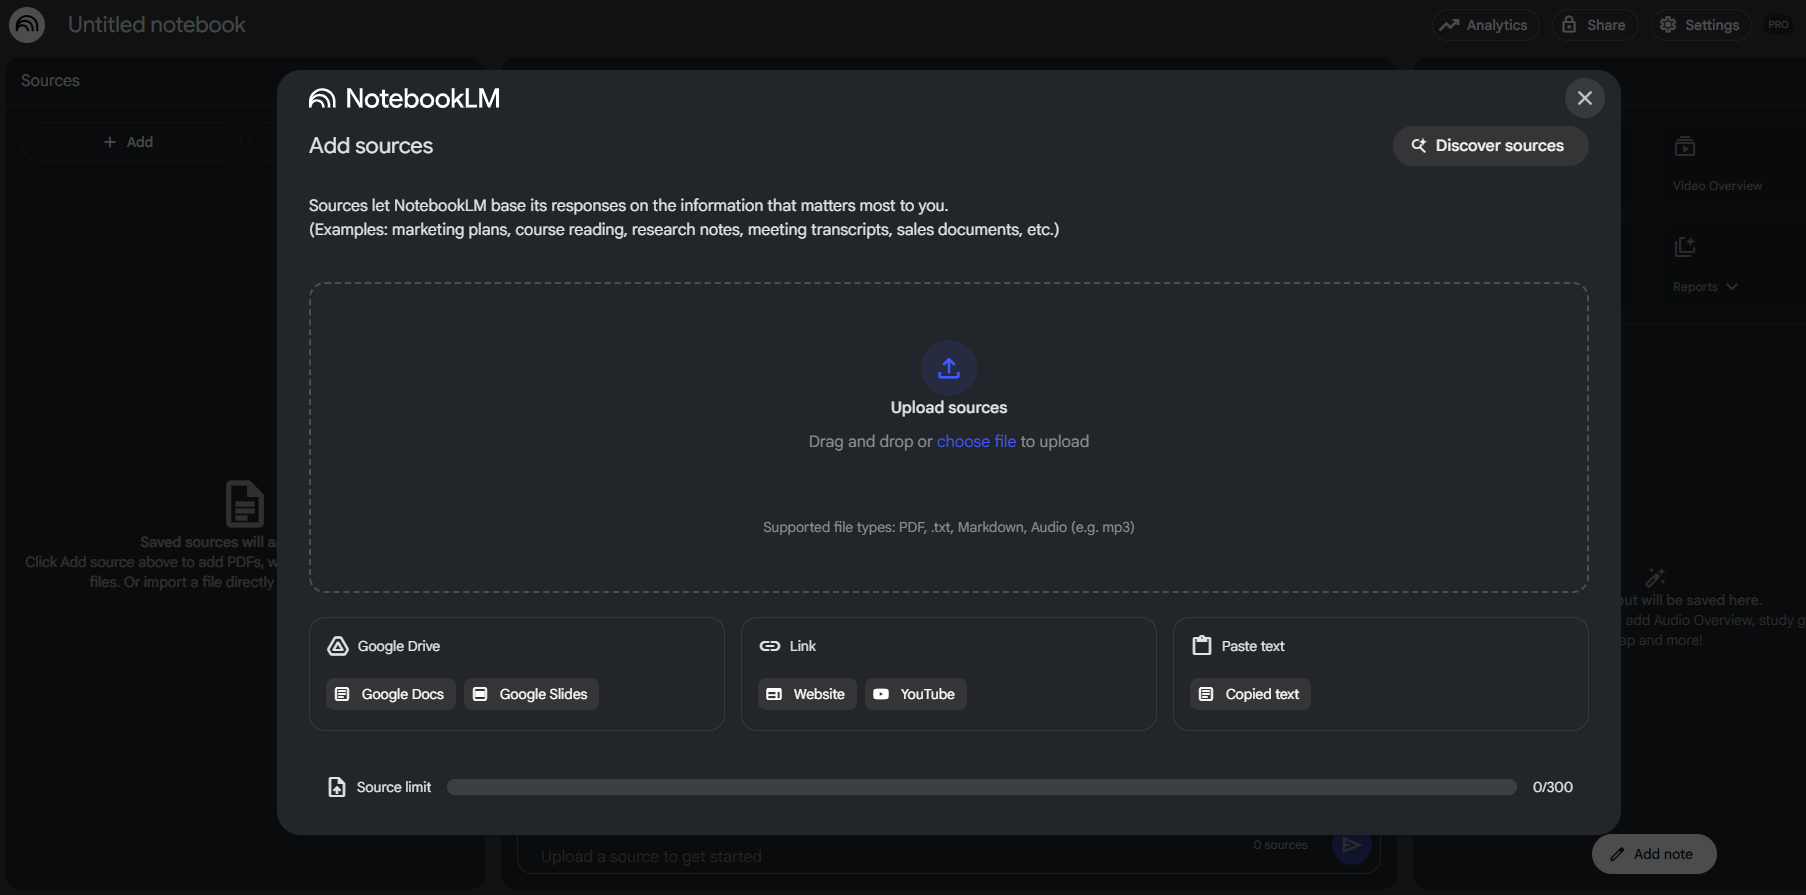 Untitled notebook
Analytics
Share
Settings
PRO
Sources
Add
NotebookLM
Add sources
Discover sources
Sources let NotebookLM base its responses on the information that matters most to you.
(Examples: marketing plans, course reading, research notes, meeting transcripts, sales documents, etc.)
Video Overview
Reports
Upload sources
Drag and drop or choose file to upload
Supported file types: PDF, .txt, Markdown, Audio (e.g. mp3)
Saved sources will
Click Add source above to add PDFs,
files. Or import a file directly
will be saved here.
add Audio Overview, study
and more!
Google Drive
Google Docs
Google Slides
Link
Website
YouTube
Paste text
Copied text
Source limit
0/300
Upload a source to get started
0 sources
Add note